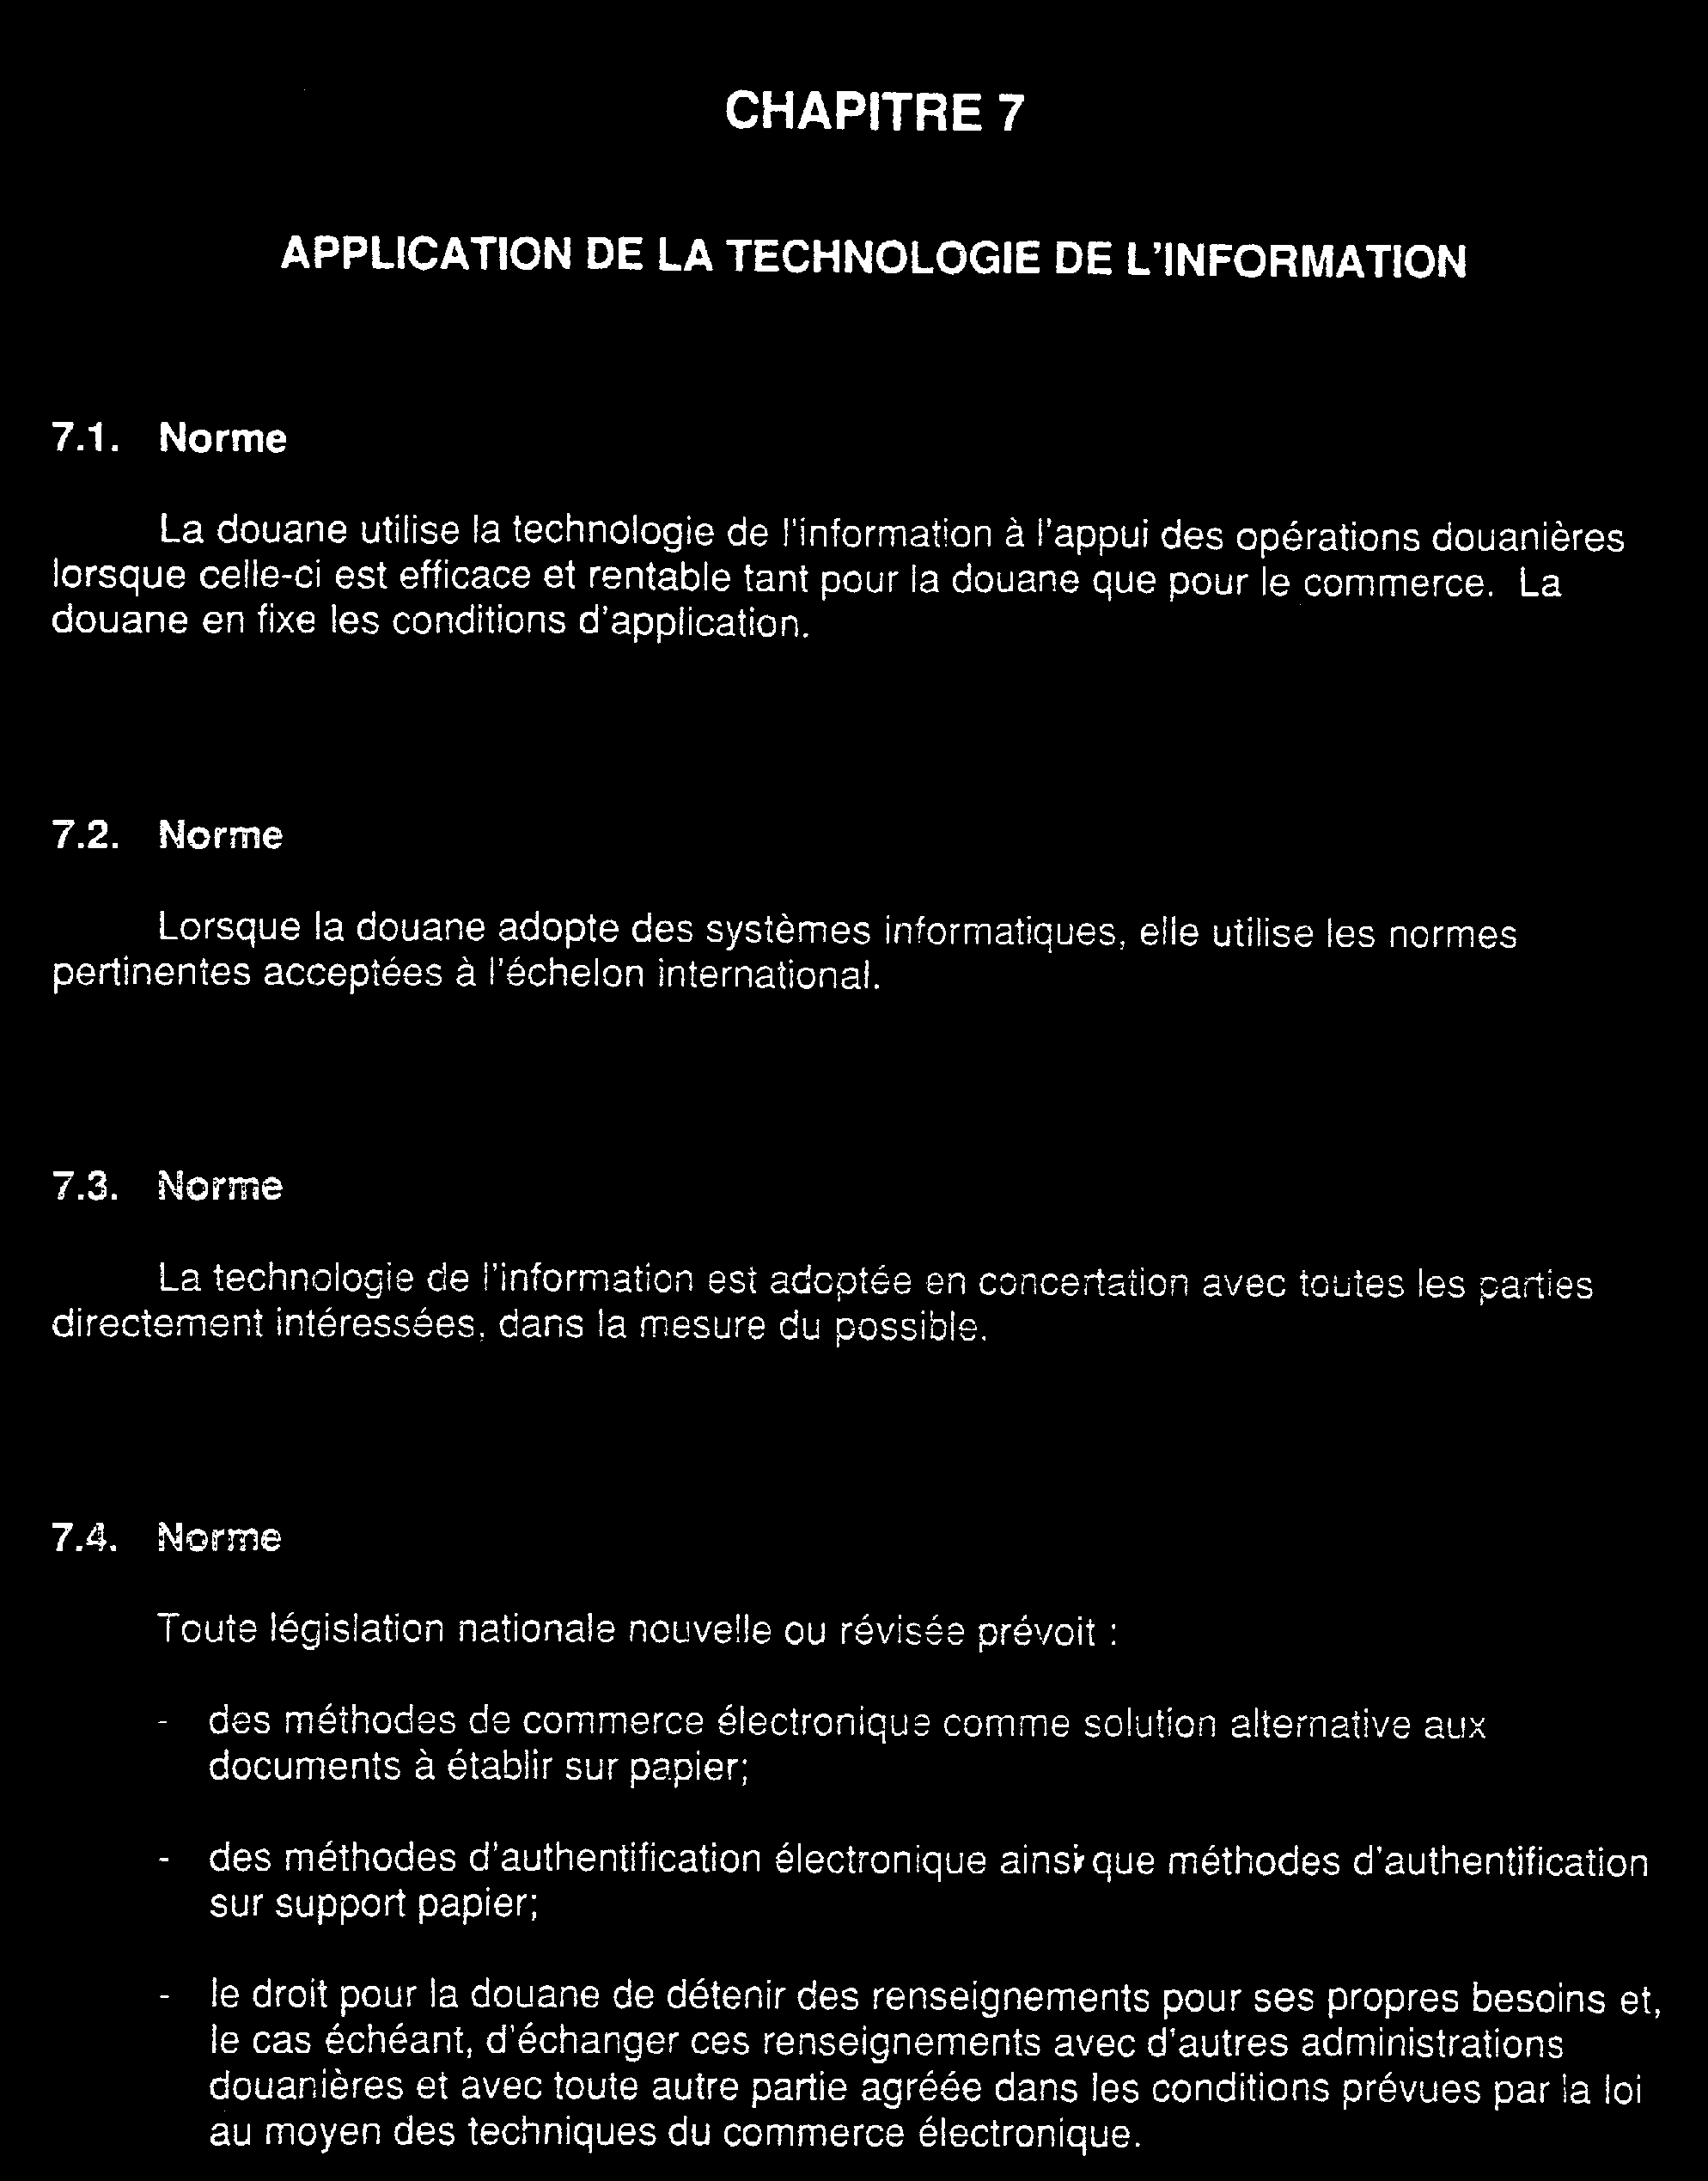 CHAPITRE 7
APPLICATION DE LA TECHNOLOGIE DE L'INFORMATION
7.1. Norme
La douane utilise la technologie de l'information à l'appui des opérations douanières
lorsque celle-ci est efficace et rentable tant pour la douane que pour le commerce. La
douane en fixe les conditions d'application.
7.2. Norme
Lorsque la douane adopte des systèmes informatiques, elle utilise les normes
pertinentes acceptées à l'échelon international.
7.3. Norme
La technologie de l'information est adoptée en concertation avec toutes les parties
directement intéressées, dans la mesure du possible.
7.4. Norme
Toute législation nationale nouvelle ou révisée prévoit :
- des méthodes de commerce électronique comme solution alternative aux
documents à établir sur papier;
- des méthodes d'authentification électronique ainsi que méthodes d'authentification
sur support papier;
- le droit pour la douane de détenir des renseignements pour ses propres besoins et,
le cas échéant, d'échanger ces renseignements avec d'autres administrations
douanières et avec toute autre partie agréée dans les conditions prévues par la loi
au moyen des techniques du commerce électronique.